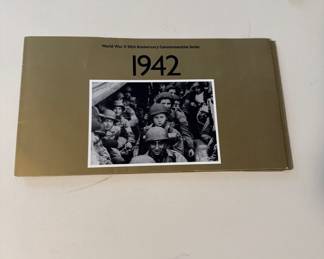 World War II 50th Anniversary Commemorative Series
1942